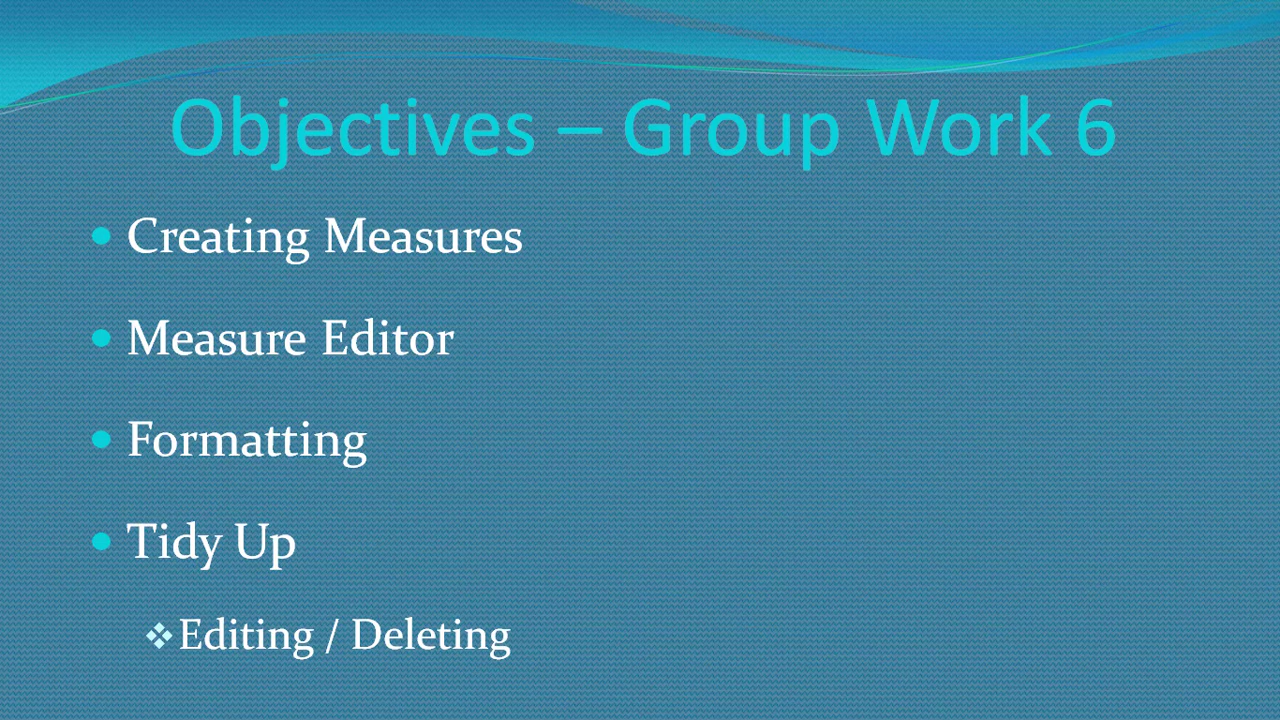 Objectives – Group Work 6
Creating Measures
Measure Editor
Formatting
Tidy Up
Editing / Deleting